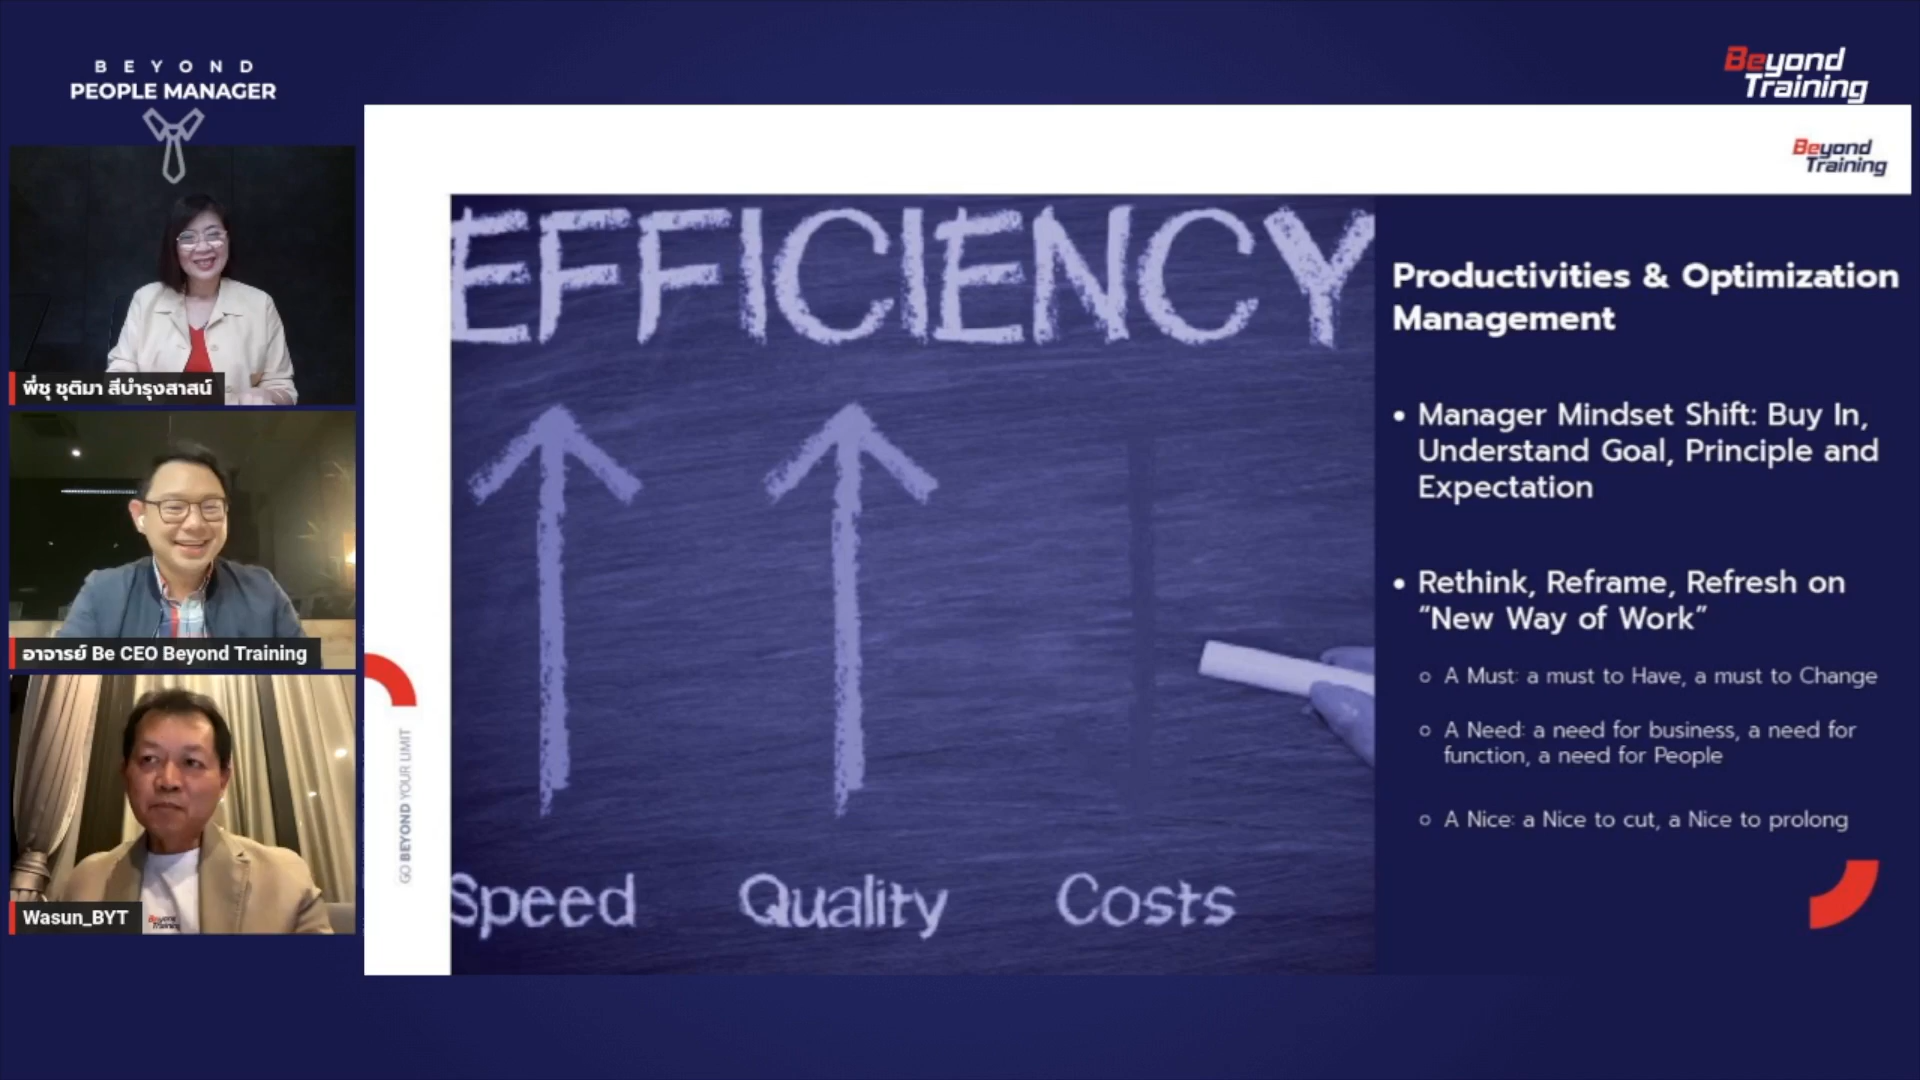 BEYOND
PEOPLE MANAGER
Beyond
Training
พี่ชุ ชุติมา สีบำรุงสาสน์
อาจารย์ Be CEO Beyond Training
Wasun_BYT
Beyond
Training
Beyond
Training
GO BEYOND YOUR LIMIT
EFFICIENCY
Speed
Quality
Costs
Productivities & Optimization
Management
• Manager Mindset Shift: Buy In,
Understand Goal, Principle and
Expectation
• Rethink, Reframe, Refresh on
“New Way of Work”
○ A Must: a must to Have, a must to Change
○ A Need: a need for business, a need for
function, a need for People
○ A Nice: a Nice to cut, a Nice to prolong